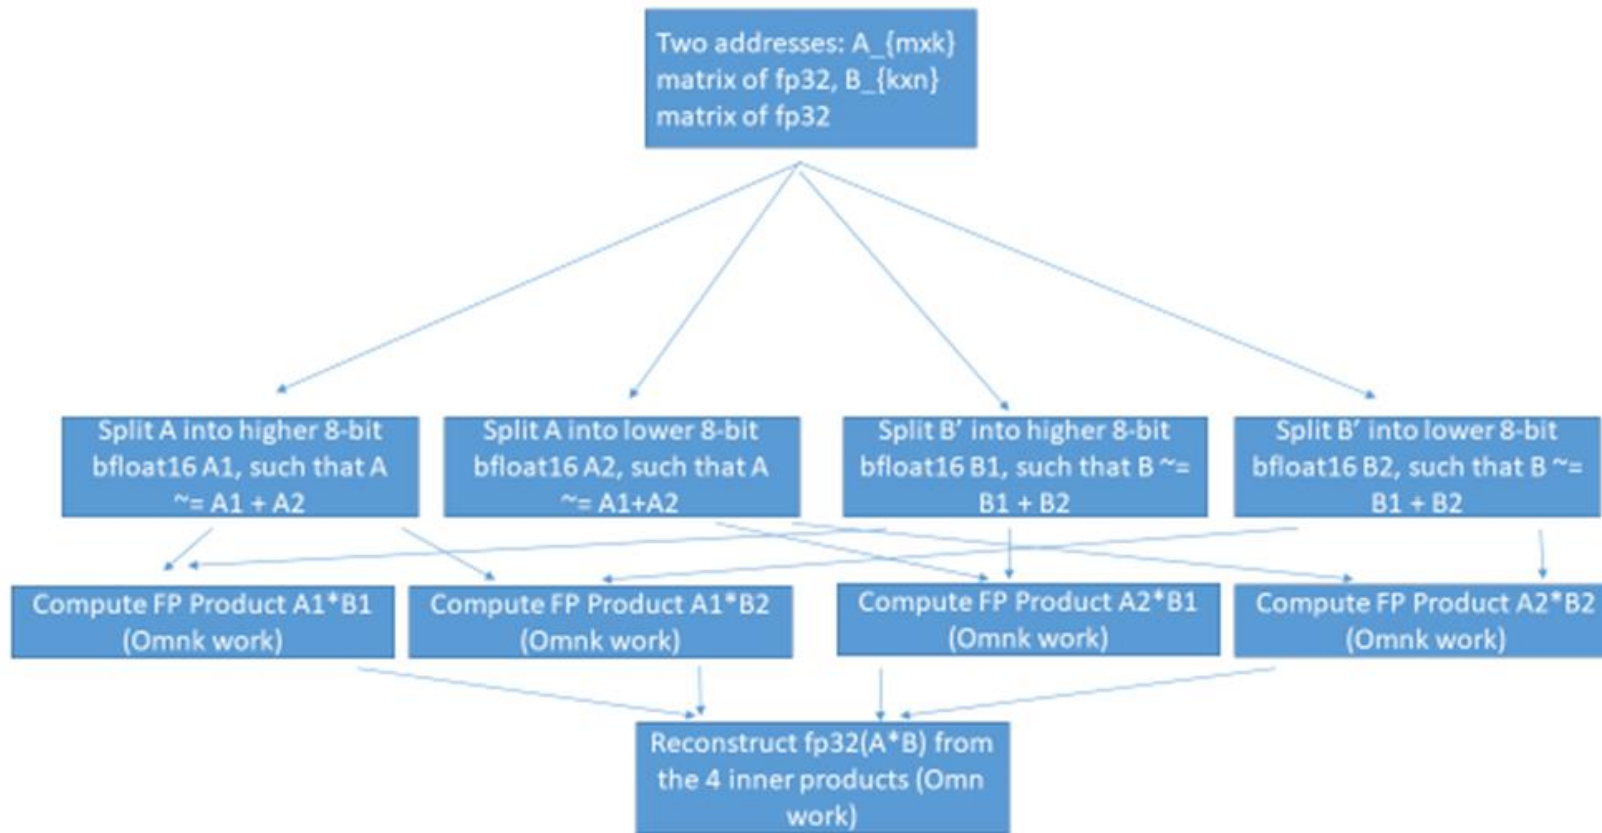 Two addresses: A_{mxk}
matrix of fp32, B_{kxn}
matrix of fp32
Split A into higher 8-bit
bfloat16 A1, such that A
~= A1 + A2
Split A into lower 8-bit
bfloat16 A2, such that A
~= A1+A2
Split B’ into higher 8-bit
bfloat16 B1, such that B ~=
B1 + B2
Split B’ into lower 8-bit
bfloat16 B2, such that B ~=
B1 + B2
Compute FP Product A1*B1
(Omnk work)
Compute FP Product A1*B2
(Omnk work)
Compute FP Product A2*B1
(Omnk work)
Compute FP Product A2*B2
(Omnk work)
Reconstruct fp32(A*B) from
the 4 inner products (Omn
work)